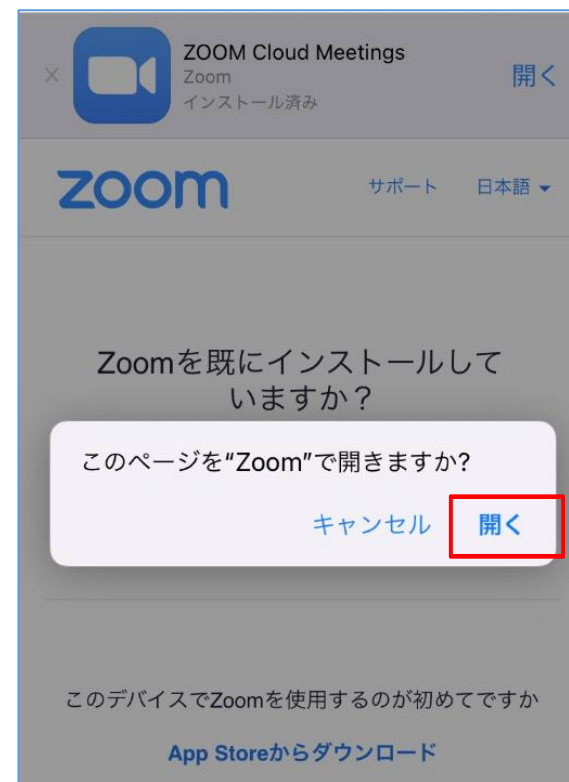 ZOOM Cloud Meetings
Zoom
インストール済み
開く
zoom
サポート 日本語
Zoomを既にインストールして
いますか？
このページを“Zoom”で開きますか?
キャンセル 開く
このデバイスでZoomを使用するのが初めてですか
App Storeからダウンロード